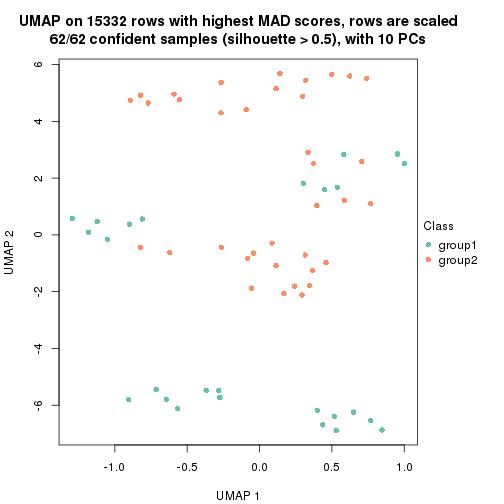 UMAP on 15332 rows with highest MAD scores, rows are scaled
62/62 confident samples (silhouette > 0.5), with 10 PCs
6
4
2
0
-2
-4
-6
UMAP 2
-1.0
-0.5
0.0
0.5
1.0
UMAP 1
Class
group1
group2